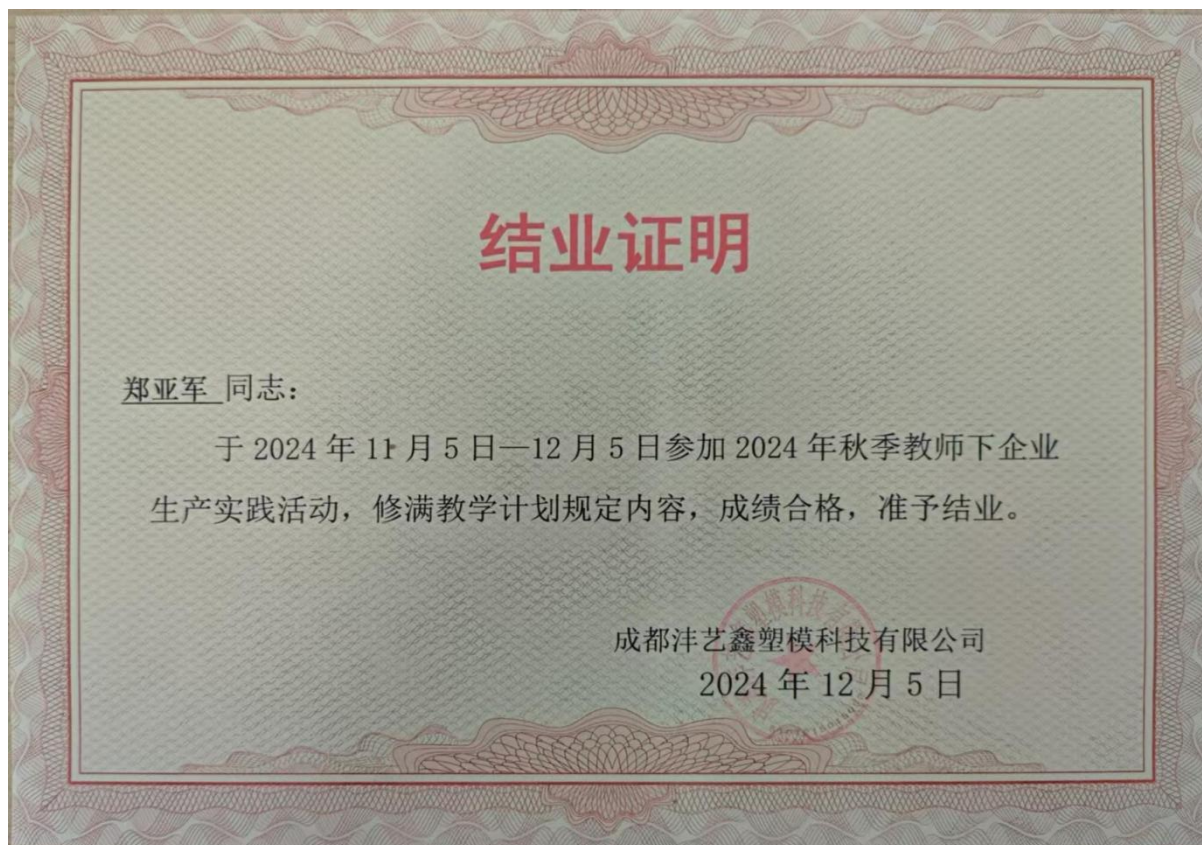 结业证明
郑亚军 同志：
于 2024 年 11 月 5 日—12 月 5 日参加 2024 年秋季教师下企业
生产实践活动，修满教学计划规定内容，成绩合格，准予结业。
成都沣艺鑫塑模科技有限公司
2024 年 12 月 5 日